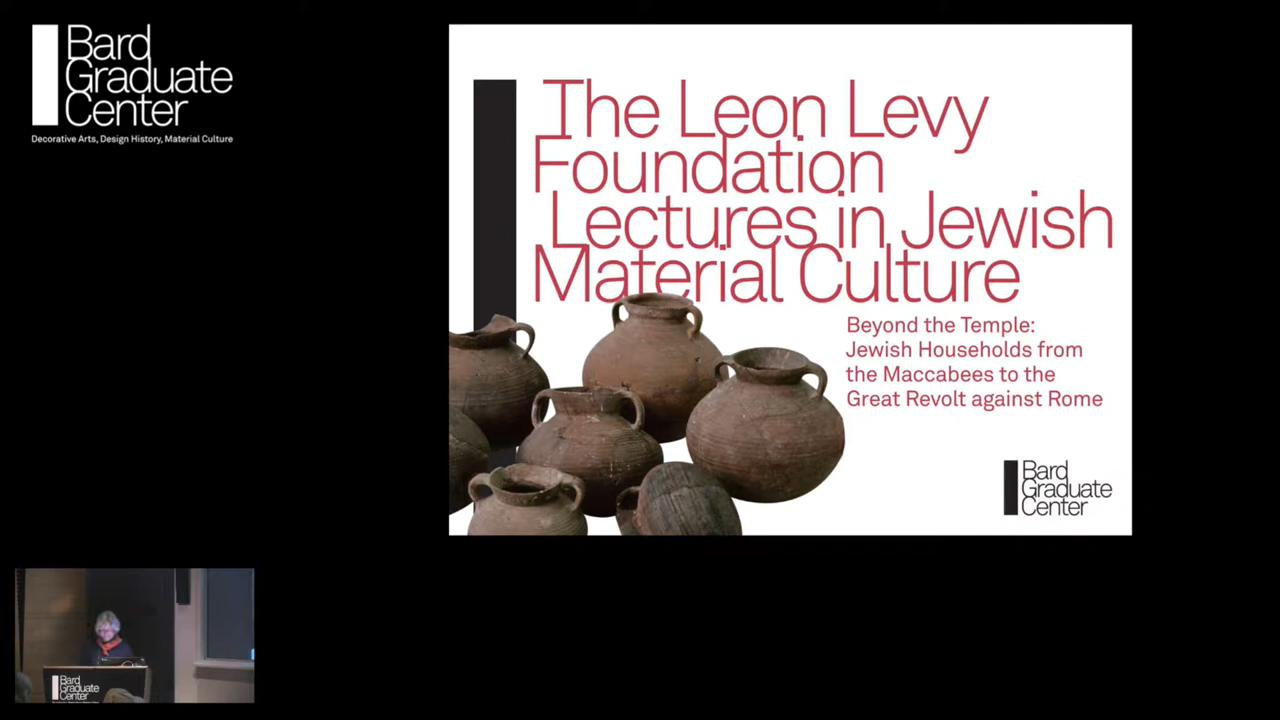 Bard
Graduate
Center
Decorative Arts, Design History, Material Culture
The Leon Levy
Foundation
Lectures in Jewish
Material Culture
Beyond the Temple:
Jewish Households from
the Maccabees to the
Great Revolt against Rome
Bard
Graduate
Center
Bard
Graduate
Center